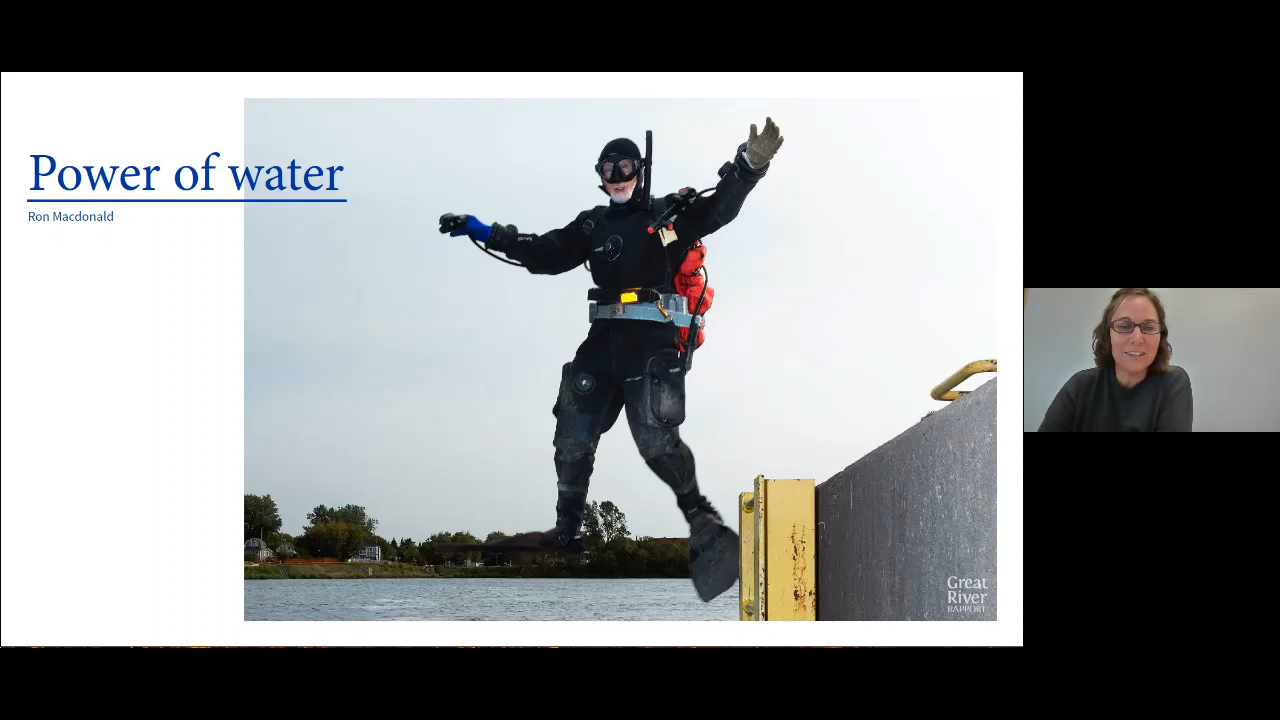 Power of water
Ron Macdonald
Great
River
RAPPORT